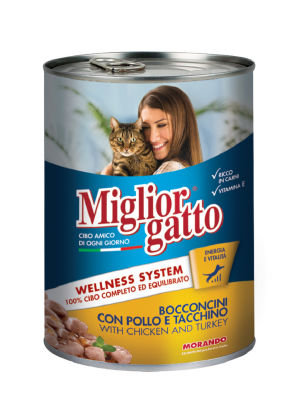 ✓ RICCO
IN CARNI
✓ VITAMINA E
Miglior
gatto
CIBO AMICO
DI OGNI GIORNO
ENERGIA
E VITALITÀ
WELLNESS SYSTEM
100% CIBO COMPLETO ED EQUILIBRATO
BOCCONCINI
CON POLLO E TACCHINO
WITH CHICKEN AND TURKEY
MORANDO